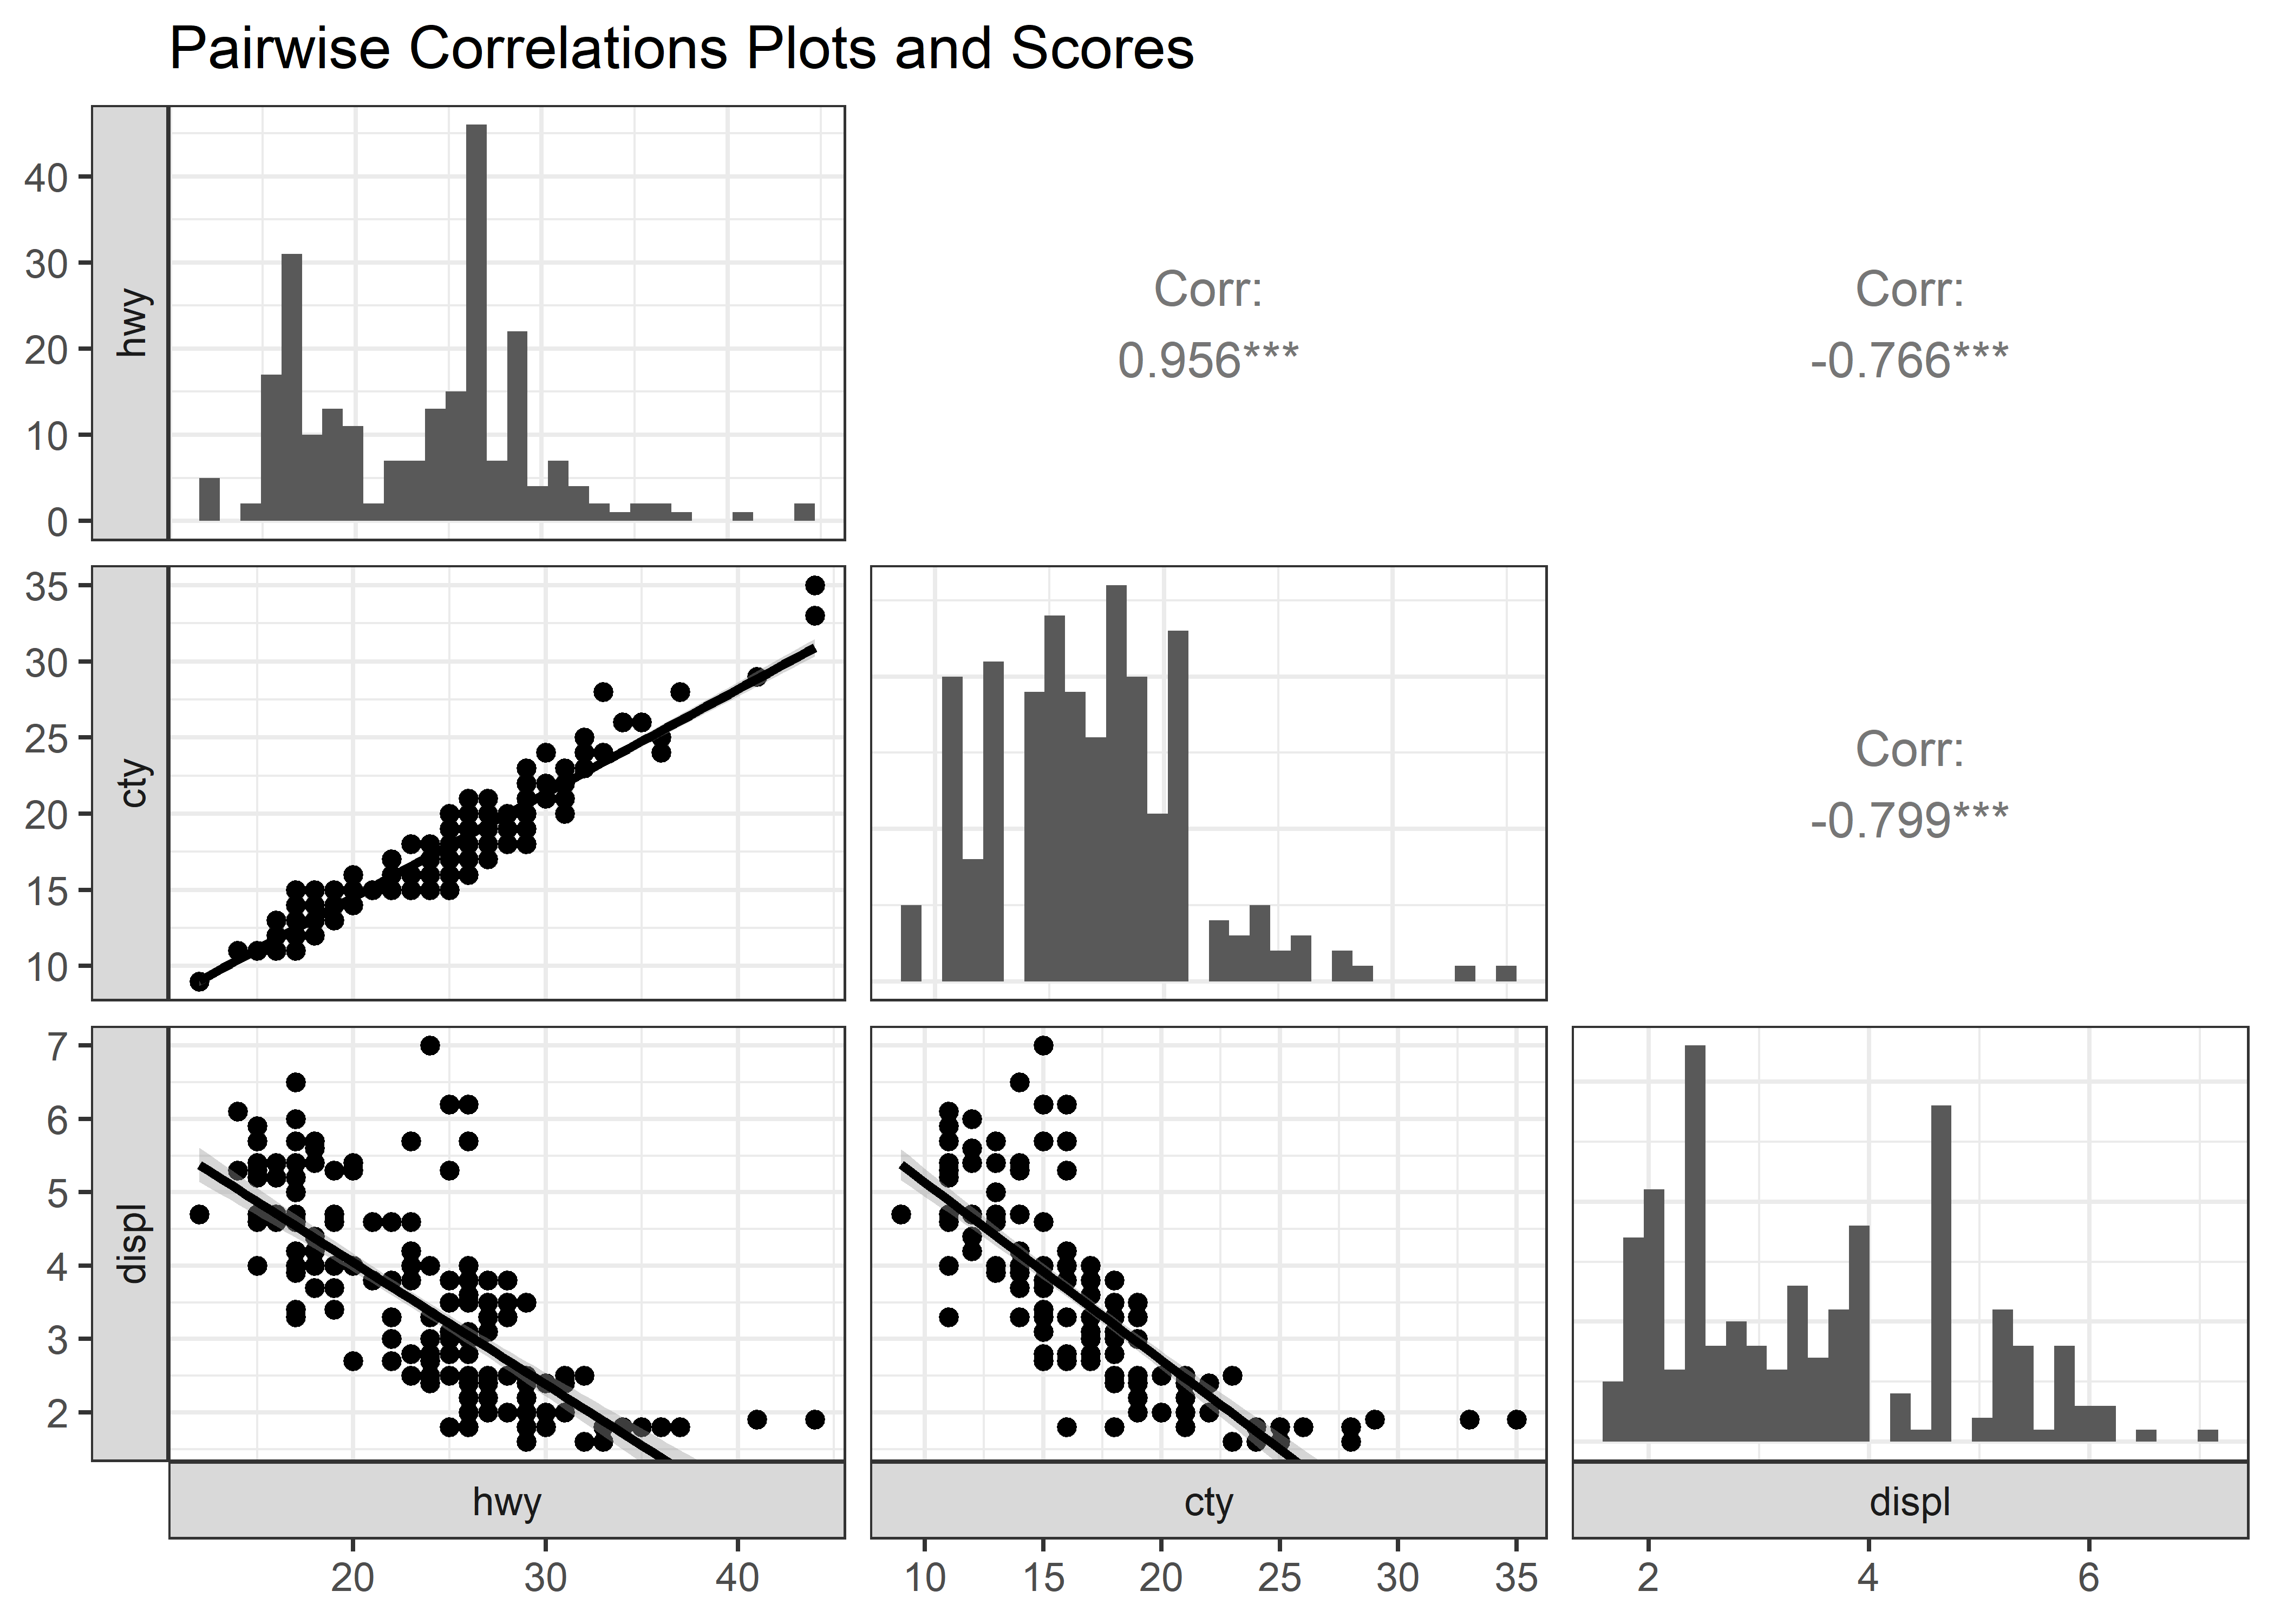 Pairwise Correlations Plots and Scores
hwy
40
30
20
10
0
Corr:
0.956***
Corr:
-0.766***
cty
35
30
25
20
15
10
Corr:
-0.799***
displ
7
6
5
4
3
2
hwy
cty
displ
20 30 40
10 15 20 25 30 35
2 4 6